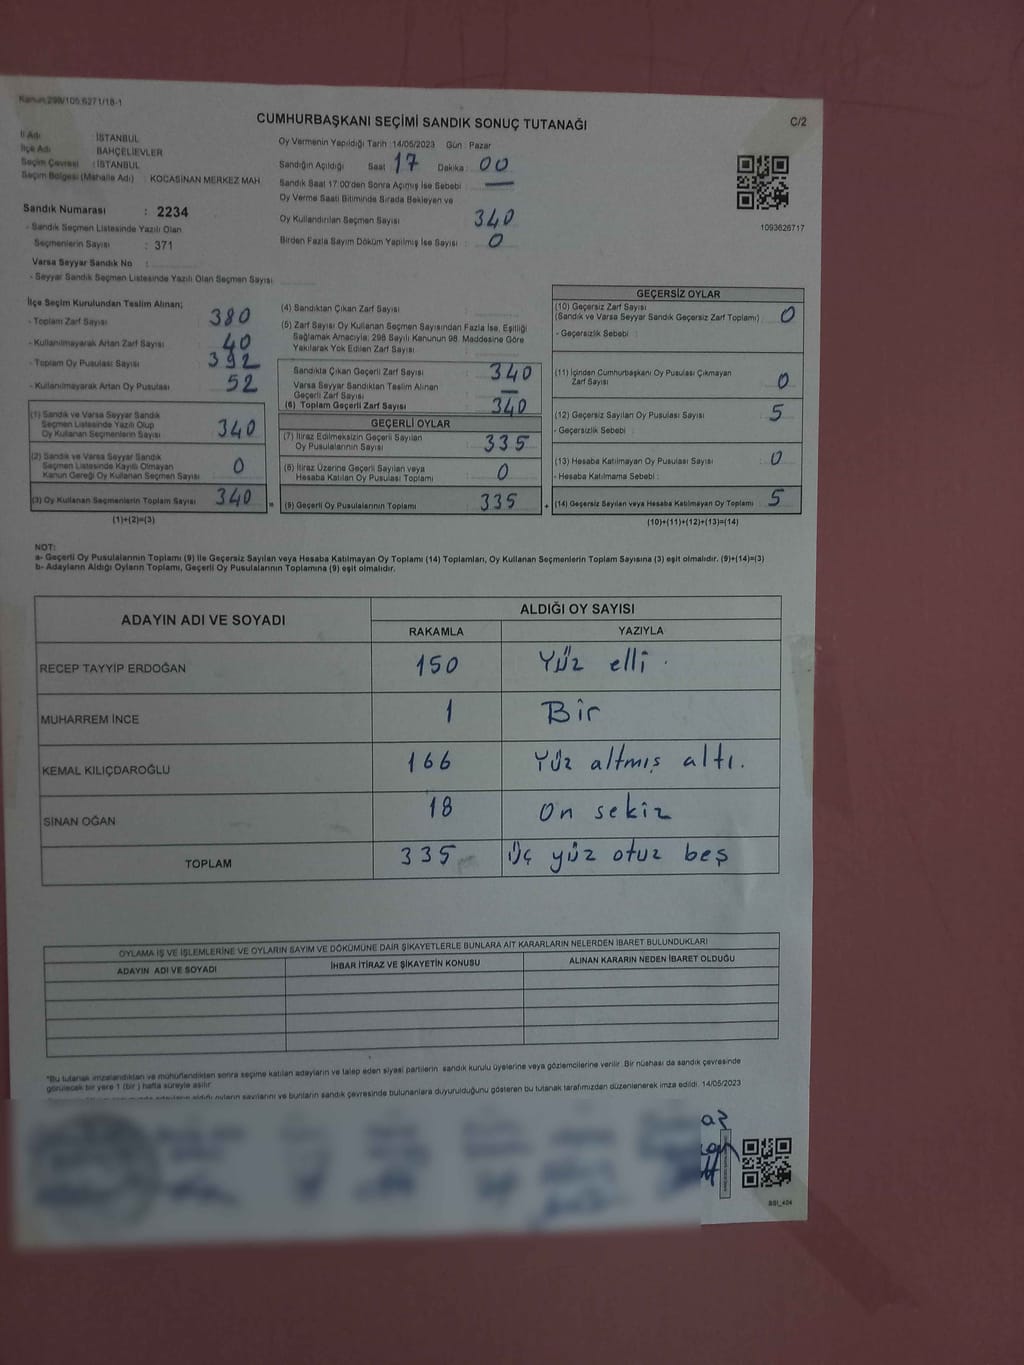 Kanun:298/105,6271/18-1
CUMHURBAŞKANI SEÇİMİ SANDIK SONUÇ TUTANAĞI
C/2
İl Adı : İSTANBUL
İlçe Adı : BAHÇELİEVLER
Seçim Çevresi : İSTANBUL
Seçim Bölgesi (Mahalle Adı) : KOCASİNAN MERKEZ MAH
Sandık Numarası : 2234
- Sandık Seçmen Listesinde Yazılı Olan
Seçmenlerin Sayısı : 371
Varsa Seyyar Sandık No :
- Seyyar Sandık Seçmen Listesinde Yazılı Olan Seçmen Sayısı :
Oy Vermenin Yapıldığı Tarih :14/05/2023 Gün : Pazar
Sandığın Açıldığı Saat : 17 Dakika : 00
Sandık Saat 17:00'den Sonra Açılmış İse Sebebi : —
Oy Verme Saati Bitiminde Sırada Bekleyen ve
Oy Kullandırılan Seçmen Sayısı : 340
Birden Fazla Sayım Döküm Yapılmış İse Sayısı : 0
1093626717
İlçe Seçim Kurulundan Teslim Alınan;
- Toplam Zarf Sayısı : 380
- Kullanılmayarak Artan Zarf Sayısı : 40
- Toplam Oy Pusulası Sayısı : 392
- Kullanılmayarak Artan Oy Pusulası : 52
(1) Sandık ve Varsa Seyyar Sandık
Seçmen Listesinde Yazılı Olup
Oy Kullanan Seçmenlerin Sayısı : 340
(2) Sandık ve Varsa Seyyar Sandık
Seçmen Listesinde Kayıtlı Olmayan
Kanun Gereği Oy Kullanan Seçmen Sayısı : 0
(3) Oy Kullanan Seçmenlerin Toplam Sayısı : 340
(1)+(2)=(3)
(4) Sandıktan Çıkan Zarf Sayısı :
(5) Zarf Sayısı Oy Kullanan Seçmen Sayısından Fazla İse, Eşitliği
Sağlamak Amacıyla; 298 Sayılı Kanunun 98. Maddesine Göre
Yakılarak Yok Edilen Zarf Sayısı :
Sandıkta Çıkan Geçerli Zarf Sayısı : 340
Varsa Seyyar Sandıktan Teslim Alınan
Geçerli Zarf Sayısı : —
(6) Toplam Geçerli Zarf Sayısı : 340
GEÇERLİ OYLAR
(7) İtiraz Edilmeksizin Geçerli Sayılan
Oy Pusulalarının Sayısı : 335
(8) İtiraz Üzerine Geçerli Sayılan veya
Hesaba Katılan Oy Pusulası Toplamı : 0
= (9) Geçerli Oy Pusulalarının Toplamı : 335
GEÇERSİZ OYLAR
(10) Geçersiz Zarf Sayısı
(Sandık ve Varsa Seyyar Sandık Geçersiz Zarf Toplamı) : 0
- Geçersizlik Sebebi :
(11) İçinden Cumhurbaşkanı Oy Pusulası Çıkmayan
Zarf Sayısı : 0
(12) Geçersiz Sayılan Oy Pusulası Sayısı : 5
- Geçersizlik Sebebi :
(13) Hesaba Katılmayan Oy Pusulası Sayısı : 0
- Hesaba Katılmama Sebebi :
+ (14) Geçersiz Sayılan veya Hesaba Katılmayan Oy Toplamı : 5
(10)+(11)+(12)+(13)=(14)
NOT:
a- Geçerli Oy Pusulalarının Toplamı (9) ile Geçersiz Sayılan veya Hesaba Katılmayan Oy Toplamı (14) Toplamları, Oy Kullanan Seçmenlerin Toplam Sayısına (3) eşit olmalıdır. (9)+(14)=(3)
b- Adayların Aldığı Oyların Toplamı, Geçerli Oy Pusulalarının Toplamına (9) eşit olmalıdır.
ADAYIN ADI VE SOYADI
ALDIĞI OY SAYISI
RAKAMLA YAZIYLA
RECEP TAYYİP ERDOĞAN 150 Yüz elli .
MUHARREM İNCE 1 Bir
KEMAL KILIÇDAROĞLU 166 Yüz altmış altı.
SİNAN OĞAN 18 On sekiz
TOPLAM 335 Üç yüz otuz beş
OYLAMA İŞ VE İŞLEMLERİNE VE OYLARIN SAYIM VE DÖKÜMÜNE DAİR ŞİKAYETLERLE BUNLARA AİT KARARLARIN NELERDEN İBARET BULUNDUKLARI
ADAYIN ADI VE SOYADI İHBAR İTİRAZ VE ŞİKAYETİN KONUSU ALINAN KARARIN NEDEN İBARET OLDUĞU
*Bu tutanak imzalandıktan ve mühürlendikten sonra seçime katılan adayların ve talep eden siyasi partilerin sandık kurulu üyelerine veya gözlemcilerine verilir. Bir nüshası da sandık çevresinde
görülecek bir yere 1 (bir ) hafta süreyle asılır.
aldığı oyların sayılarını ve bunların sandık çevresinde bulunanlara duyurulduğunu gösteren bu tutanak tarafımızdan düzenlenerek imza edildi. 14/05/2023